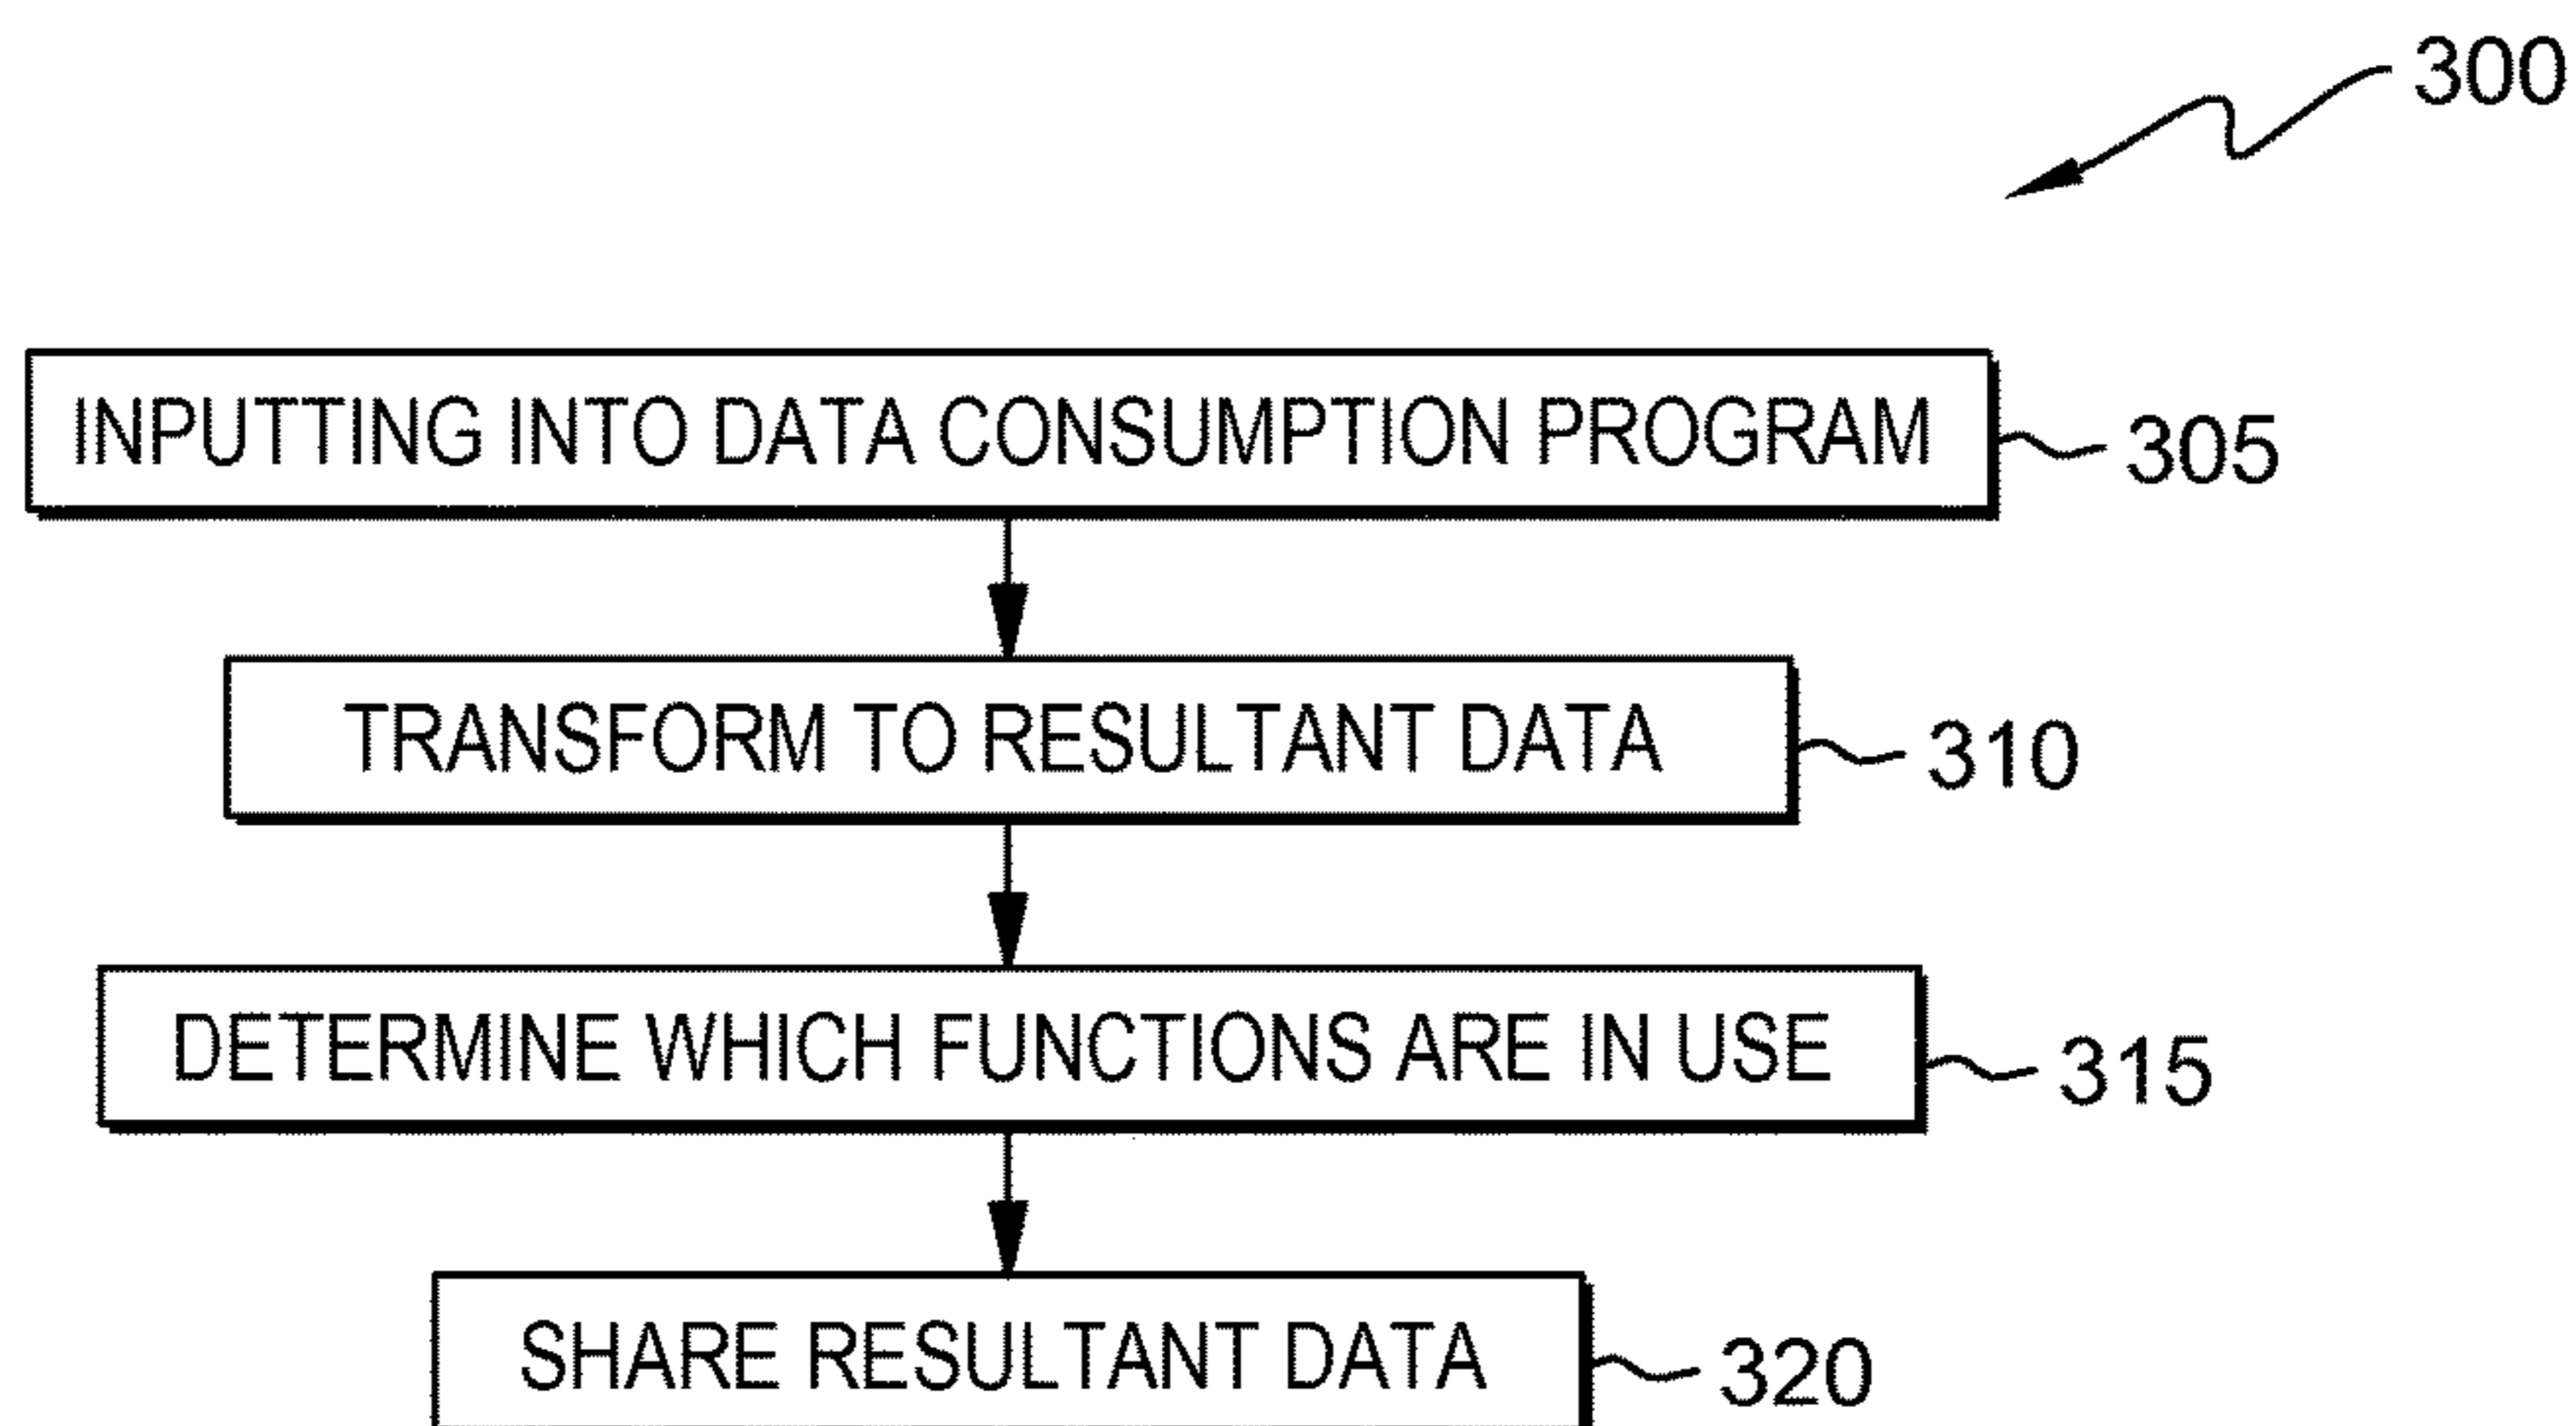 300
INPUTTING INTO DATA CONSUMPTION PROGRAM
305
TRANSFORM TO RESULTANT DATA
310
DETERMINE WHICH FUNCTIONS ARE IN USE
315
SHARE RESULTANT DATA
320